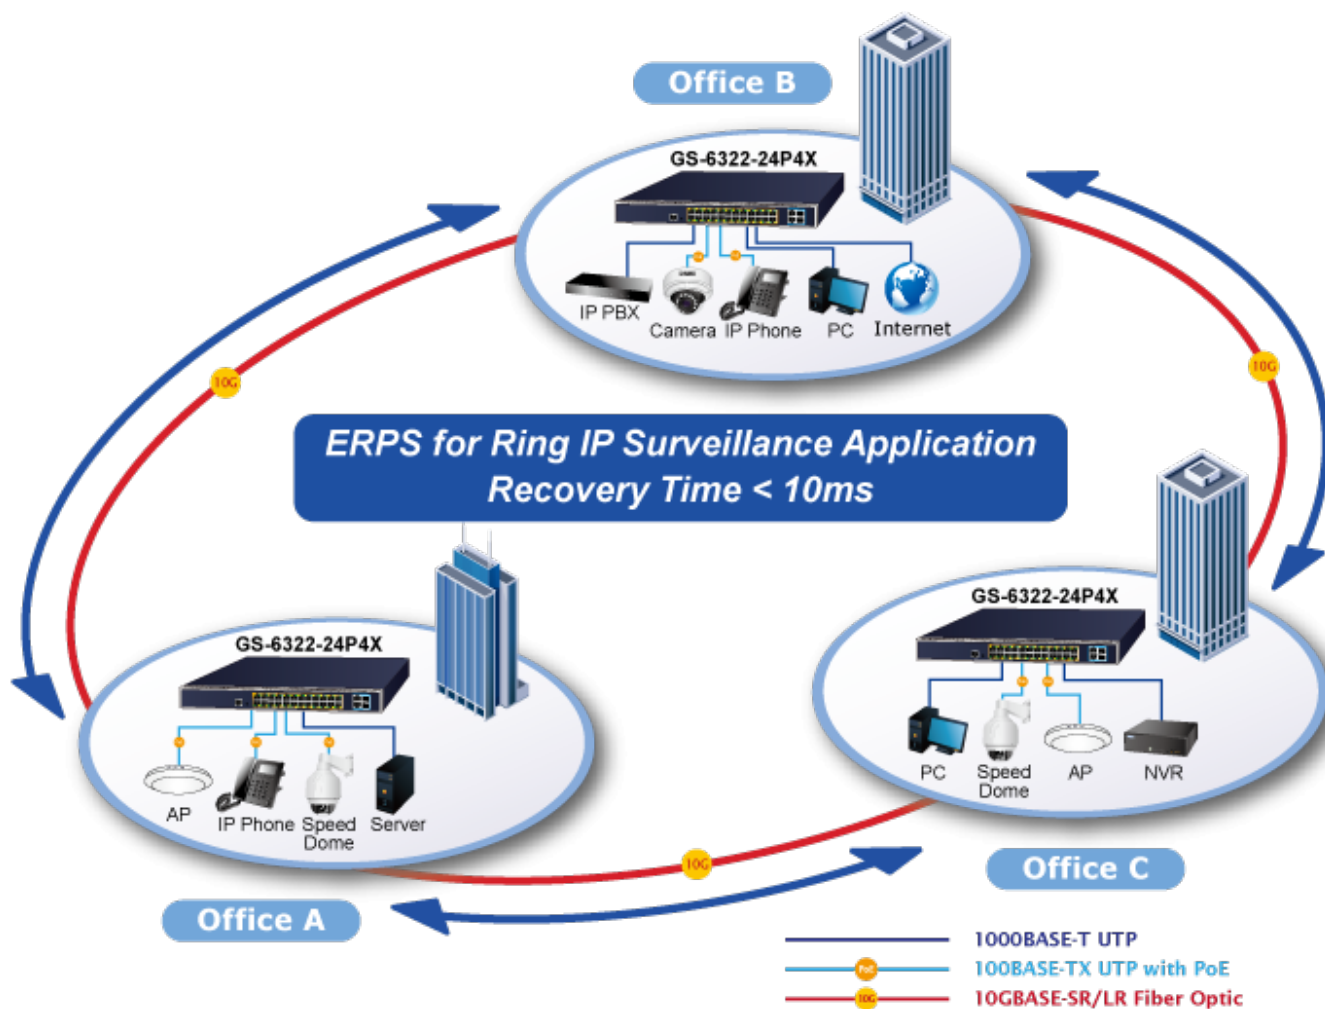 Office B
GS-6322-24P4X
IP PBX
Camera
IP Phone
PC
Internet
10G
10G
ERPS for Ring IP Surveillance Application
Recovery Time < 10ms
GS-6322-24P4X
AP
IP Phone
Speed
Dome
Server
GS-6322-24P4X
PC
Speed
Dome
AP
NVR
10G
Office A
Office C
1000BASE-T UTP
PoE
100BASE-TX UTP with PoE
10G
10GBASE-SR/LR Fiber Optic